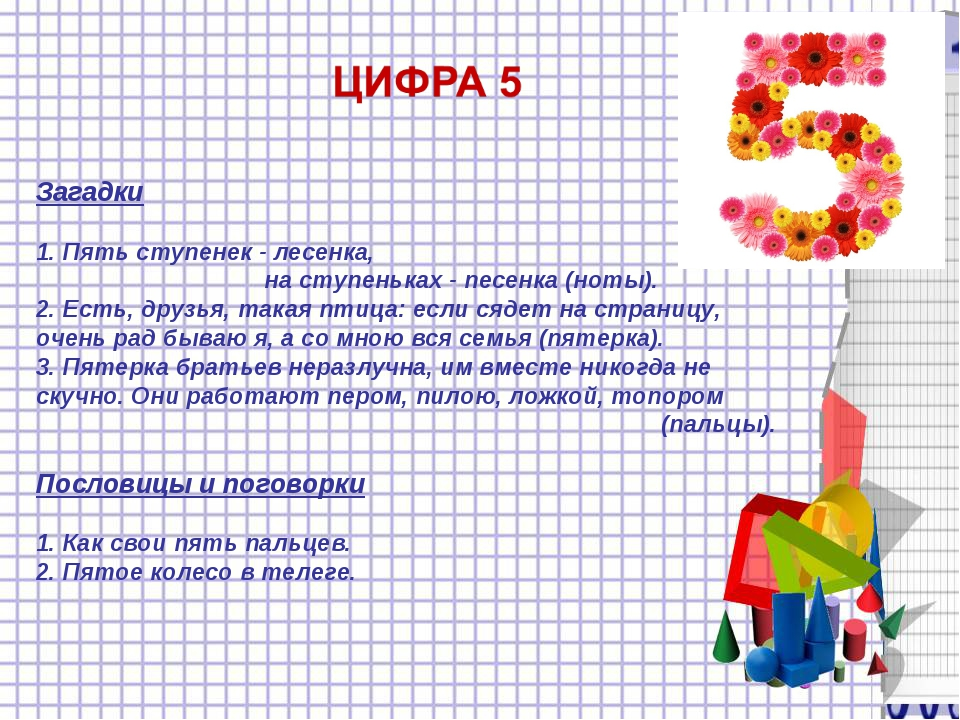 ЦИФРА 5
Загадки
1. Пять ступенек - лесенка,
на ступеньках - песенка (ноты).
2. Есть, друзья, такая птица: если сядет на страницу,
очень рад бываю я, а со мною вся семья (пятерка).
3. Пятерка братьев неразлучна, им вместе никогда не
скучно. Они работают пером, пилою, ложкой, топором
(пальцы).
Пословицы и поговорки
1. Как свои пять пальцев.
2. Пятое колесо в телеге.
5